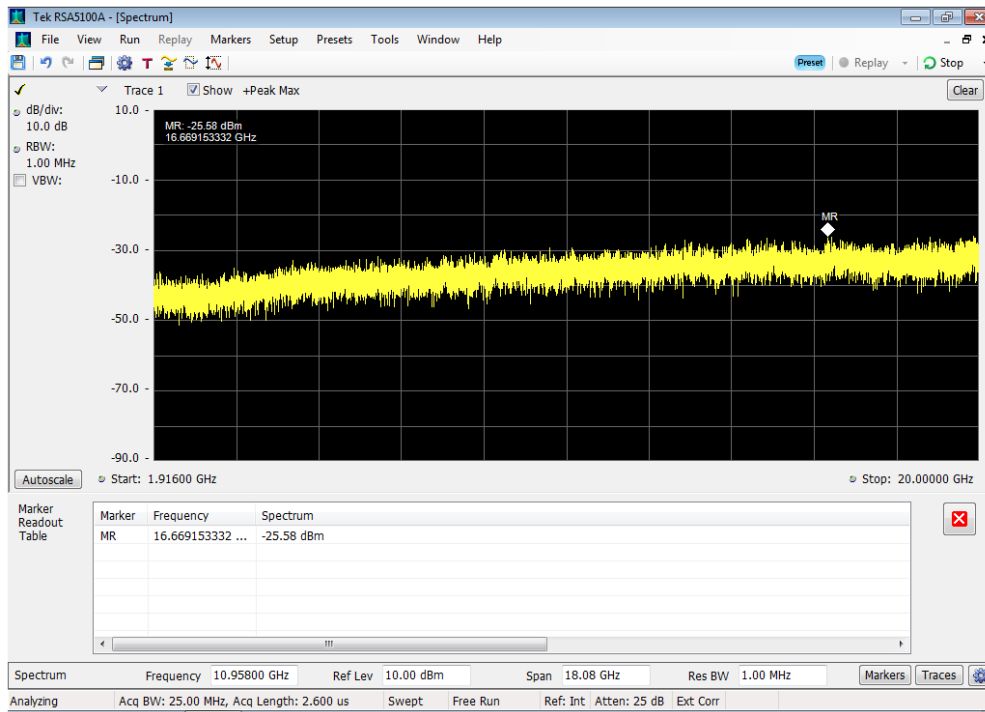 Tek RSA5100A - [Spectrum]
File View Run Replay Markers Setup Presets Tools Window Help
T Preset Replay Stop
Trace 1 Show +Peak Max Clear
dB/div:
10.0 dB
RBW:
1.00 MHz
VBW:
10.0 -
-10.0 -
-30.0 -
-50.0 -
-70.0 -
-90.0 -
MR: -25.58 dBm
16.669153332 GHz
MR
Autoscale Start: 1.91600 GHz Stop: 20.00000 GHz
Marker
Readout
Table
Marker Frequency Spectrum
MR 16.669153332 ... -25.58 dBm
Spectrum Frequency 10.95800 GHz Ref Lev 10.00 dBm Span 18.08 GHz Res BW 1.00 MHz Markers Traces
Analyzing Acq BW: 25.00 MHz, Acq Length: 2.600 us Swept Free Run Ref: Int Atten: 25 dB Ext Corr